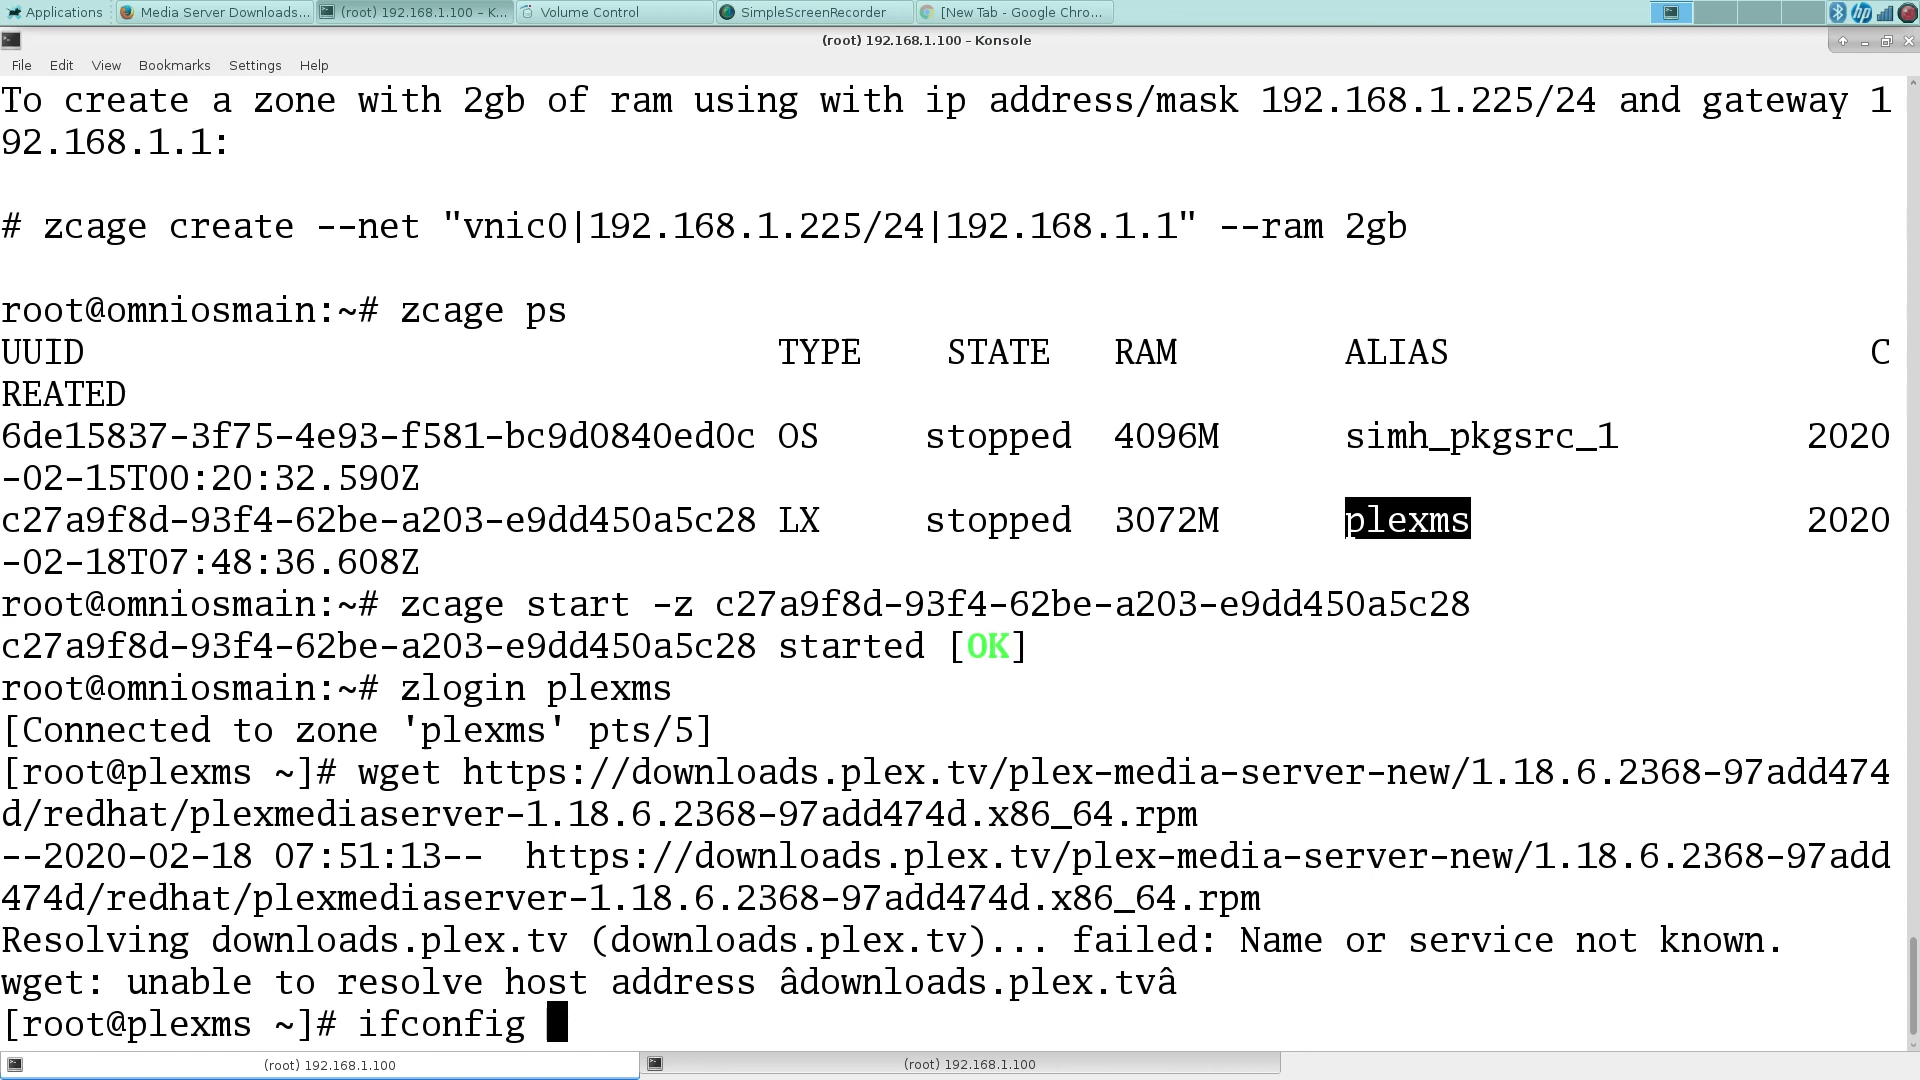 Applications
Media Server Downloads...
(root) 192.168.1.100 – K...
Volume Control
SimpleScreenRecorder
[New Tab - Google Chro...
(root) 192.168.1.100 – Konsole
File Edit View Bookmarks Settings Help
To create a zone with 2gb of ram using with ip address/mask 192.168.1.225/24 and gateway 1
92.168.1.1:
# zcage create --net "vnic0|192.168.1.225/24|192.168.1.1" --ram 2gb
root@omniosmain:~# zcage ps
UUID TYPE STATE RAM ALIAS C
REATED
6de15837-3f75-4e93-f581-bc9d0840ed0c OS stopped 4096M simh_pkgsrc_1 2020
-02-15T00:20:32.590Z
c27a9f8d-93f4-62be-a203-e9dd450a5c28 LX stopped 3072M plexms 2020
-02-18T07:48:36.608Z
root@omniosmain:~# zcage start -z c27a9f8d-93f4-62be-a203-e9dd450a5c28
c27a9f8d-93f4-62be-a203-e9dd450a5c28 started [OK]
root@omniosmain:~# zlogin plexms
[Connected to zone 'plexms' pts/5]
[root@plexms ~]# wget https://downloads.plex.tv/plex-media-server-new/1.18.6.2368-97add474
d/redhat/plexmediaserver-1.18.6.2368-97add474d.x86_64.rpm
--2020-02-18 07:51:13--  https://downloads.plex.tv/plex-media-server-new/1.18.6.2368-97add
474d/redhat/plexmediaserver-1.18.6.2368-97add474d.x86_64.rpm
Resolving downloads.plex.tv (downloads.plex.tv)... failed: Name or service not known.
wget: unable to resolve host address âdownloads.plex.tvâ
[root@plexms ~]# ifconfig
(root) 192.168.1.100
(root) 192.168.1.100